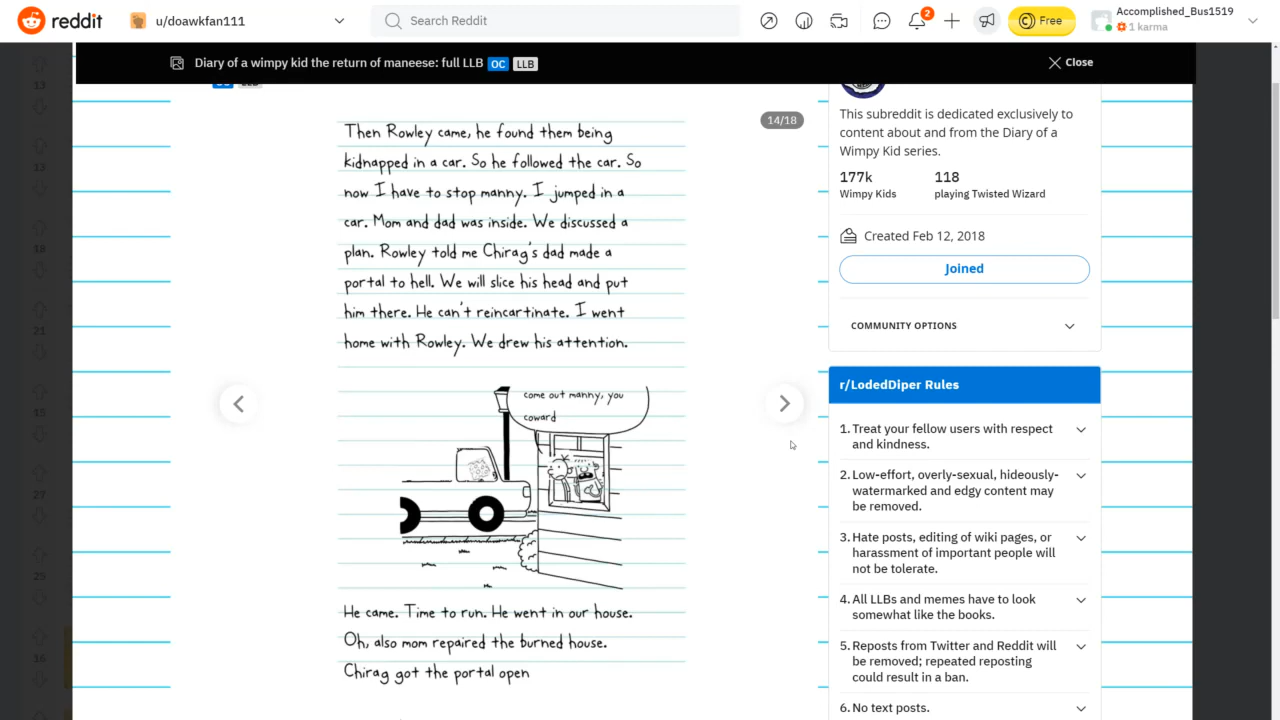 reddit
u/doawkfan111
Search Reddit
2
Free
Accomplished_Bus1519
1 karma
Diary of a wimpy kid the return of maneese: full LLB OC LLB
Close
13
13
18
21
15
27
25
16
14/18
Then Rowley came, he found them being
kidnapped in a car. So he followed the car. So
now I have to stop manny. I jumped in a
car. Mom and dad was inside. We discussed a
plan. Rowley told me Chirag's dad made a
portal to hell. We will slice his head and put
him there. He can't reincartinate. I went
home with Rowley. We drew his attention.
come out manny, you
coward
He came. Time to run. He went in our house.
Oh, also mom repaired the burned house.
Chirag got the portal open
This subreddit is dedicated exclusively to
content about and from the Diary of a
Wimpy Kid series.
177k
Wimpy Kids
118
playing Twisted Wizard
Created Feb 12, 2018
Joined
COMMUNITY OPTIONS
r/LodedDiper Rules
1. Treat your fellow users with respect
and kindness.
2. Low-effort, overly-sexual, hideously-
watermarked and edgy content may
be removed.
3. Hate posts, editing of wiki pages, or
harassment of important people will
not be tolerate.
4. All LLBs and memes have to look
somewhat like the books.
5. Reposts from Twitter and Reddit will
be removed; repeated reposting
could result in a ban.
6. No text posts.